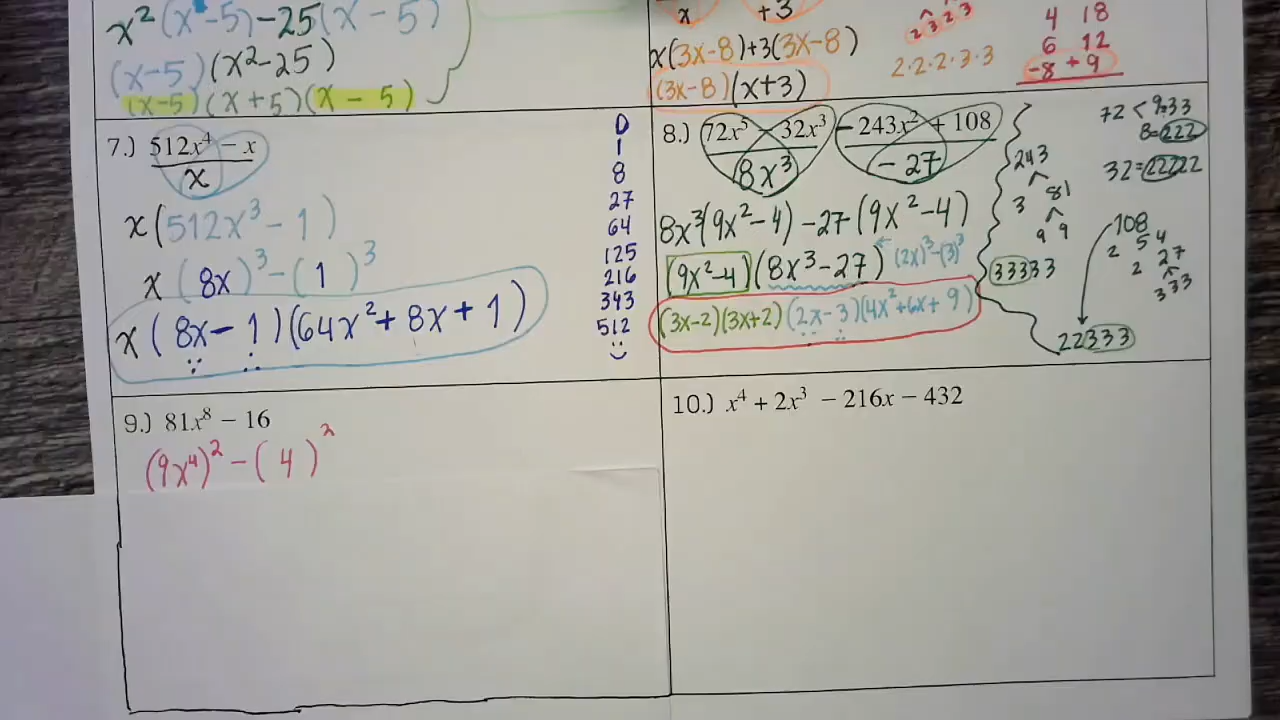 x²(x-5)-25(x-5)
(x-5)(x²-25)
(x-5)(x+5)(x-5)
x +3
x(3x-8)+3(3x-8)
(3x-8)(x+3)
2 3 2 3
2·2·2·3·3
4 18
6 12
-8 + 9
7.) 512x⁴ - x
x
x(512x³ - 1)
x (8x)³ - (1)³
x (8x - 1)(64x² + 8x + 1)
0
1
8
27
64
125
216
343
512
8.) 72x⁵ - 32x³ - 243x² + 108
8x³ - 27
8x³(9x²-4) - 27(9x²-4)
(9x²-4)(8x³-27) (2x)³-(3)³
(3x-2)(3x+2)(2x-3)(4x²+6x+9)
243
3 81
9 9
33333
72 < 9=33
8=222
32=22222
108
2 54
2 27
333
22333
9.) 81x⁸ - 16
(9x⁴)² - (4)²
10.) x⁴ + 2x³ - 216x - 432